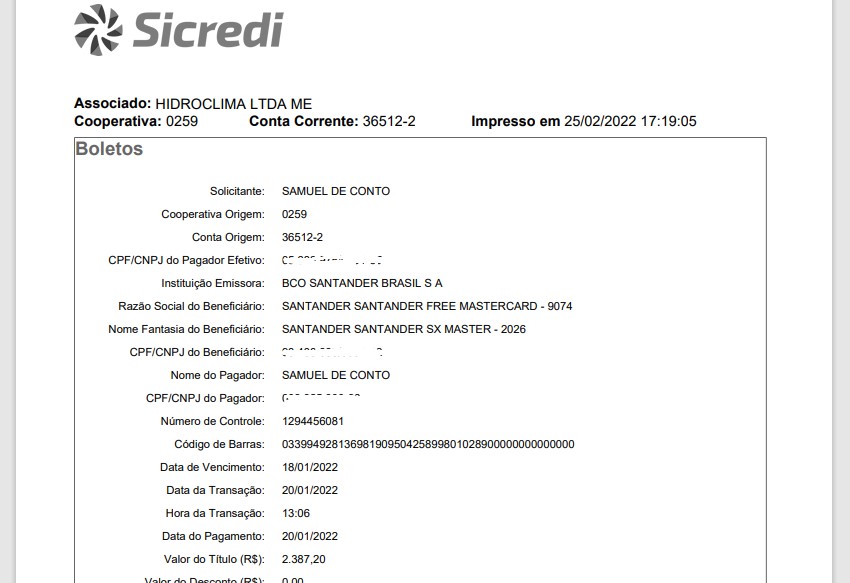 Sicredi
Associado: HIDROCLIMA LTDA ME
Cooperativa: 0259 Conta Corrente: 36512-2 Impresso em 25/02/2022 17:19:05
Boletos
Solicitante: SAMUEL DE CONTO
Cooperativa Origem: 0259
Conta Origem: 36512-2
CPF/CNPJ do Pagador Efetivo:
Instituição Emissora: BCO SANTANDER BRASIL S A
Razão Social do Beneficiário: SANTANDER SANTANDER FREE MASTERCARD - 9074
Nome Fantasia do Beneficiário: SANTANDER SANTANDER SX MASTER - 2026
CPF/CNPJ do Beneficiário:
Nome do Pagador: SAMUEL DE CONTO
CPF/CNPJ do Pagador:
Número de Controle: 1294456081
Código de Barras: 03399492813698190950425899801028900000000000000
Data de Vencimento: 18/01/2022
Data da Transação: 20/01/2022
Hora da Transação: 13:06
Data do Pagamento: 20/01/2022
Valor do Título (R$): 2.387,20
Valor do Desconto (R$): 0,00